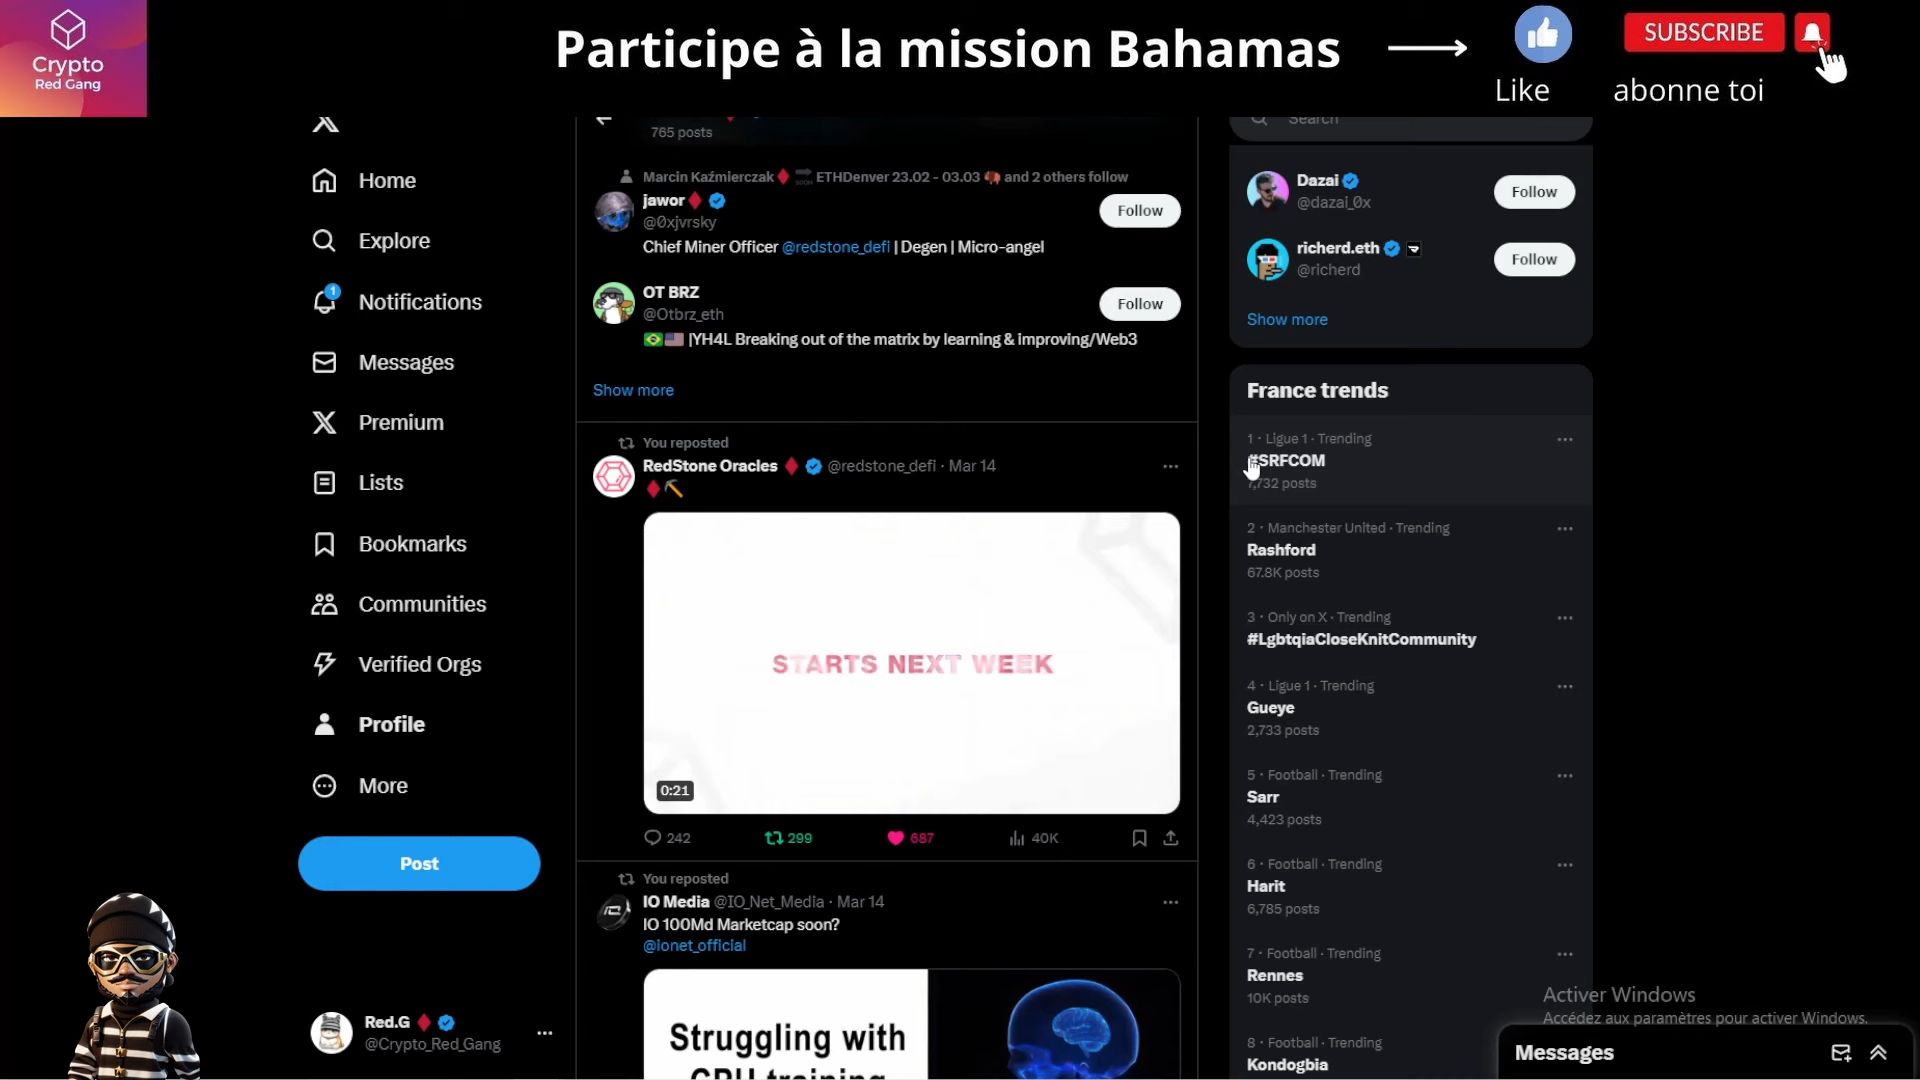 Crypto
Red Gang
Participe à la mission Bahamas
Like
SUBSCRIBE
abonne toi
Home
Explore
1
Notifications
Messages
Premium
Lists
Bookmarks
Communities
Verified Orgs
Profile
More
Post
Red.G
@Crypto_Red_Gang
765 posts
Marcin Kaźmierczak ETHDenver 23.02 - 03.03 and 2 others follow
jawor
@0xjvrsky
Follow
Chief Miner Officer @redstone_defi | Degen | Micro-angel
OT BRZ
@Otbrz_eth
Follow
|YH4L Breaking out of the matrix by learning & improving/Web3
Show more
You reposted
RedStone Oracles @redstone_defi · Mar 14
STARTS NEXT WEEK
0:21
242 299 687 40K
You reposted
IO Media @IO_Net_Media · Mar 14
IO 100Md Marketcap soon?
@ionet_official
Struggling with
GPU training
Search
Dazai
@dazai_0x
Follow
richerd.eth
@richerd
Follow
Show more
France trends
1 · Ligue 1 · Trending
#SRFCOM
7,732 posts
2 · Manchester United · Trending
Rashford
67.8K posts
3 · Only on X · Trending
#LgbtqiaCloseKnitCommunity
4 · Ligue 1 · Trending
Gueye
2,733 posts
5 · Football · Trending
Sarr
4,423 posts
6 · Football · Trending
Harit
6,785 posts
7 · Football · Trending
Rennes
10K posts
8 · Football · Trending
Kondogbia
Activer Windows
Accédez aux paramètres pour activer Windows.
Messages